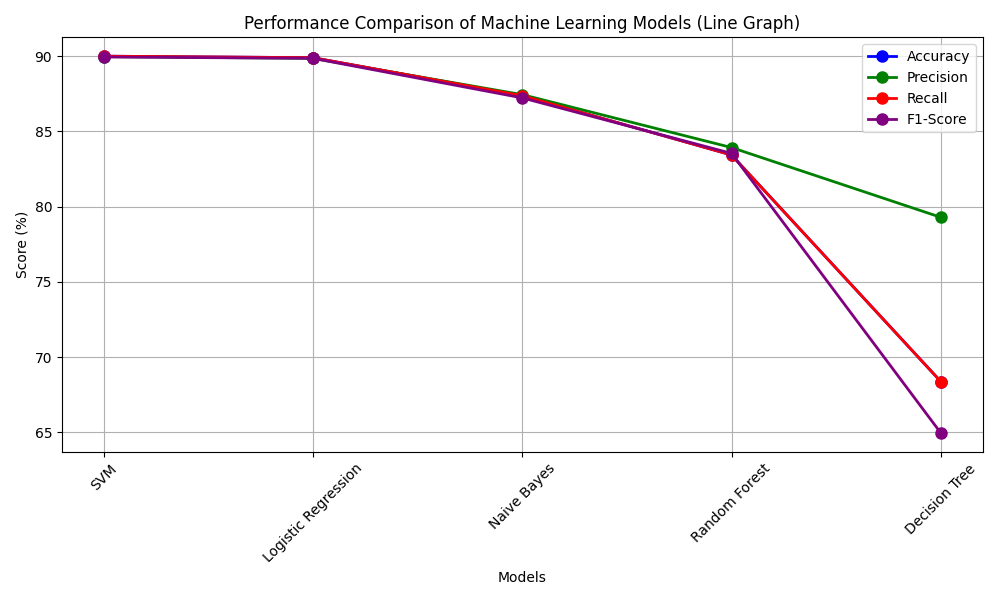 Performance Comparison of Machine Learning Models (Line Graph)
Accuracy
Precision
Recall
F1-Score
Score (%)
90
85
80
75
70
65
SVM
Logistic Regression
Naive Bayes
Random Forest
Decision Tree
Models